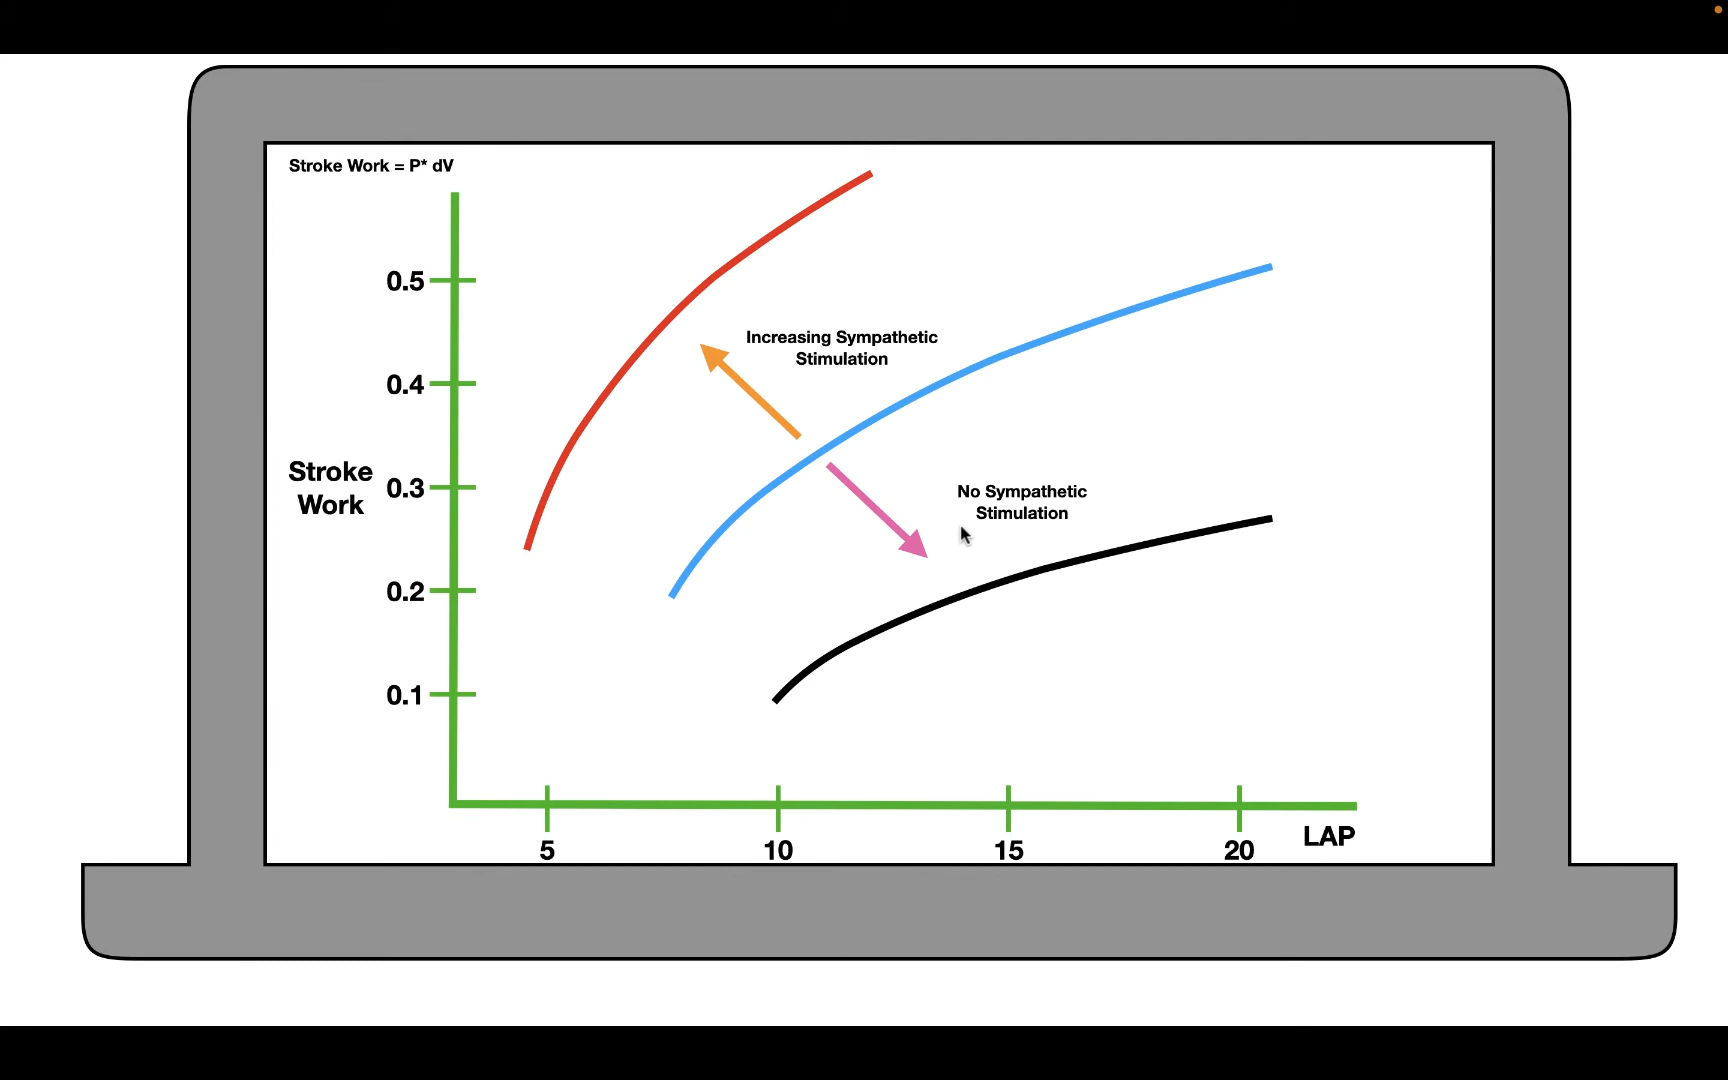 Stroke Work = P* dV
0.5
Increasing Sympathetic
Stimulation
0.4
Stroke
Work
0.3
No Sympathetic
Stimulation
0.2
0.1
LAP
5
10
15
20